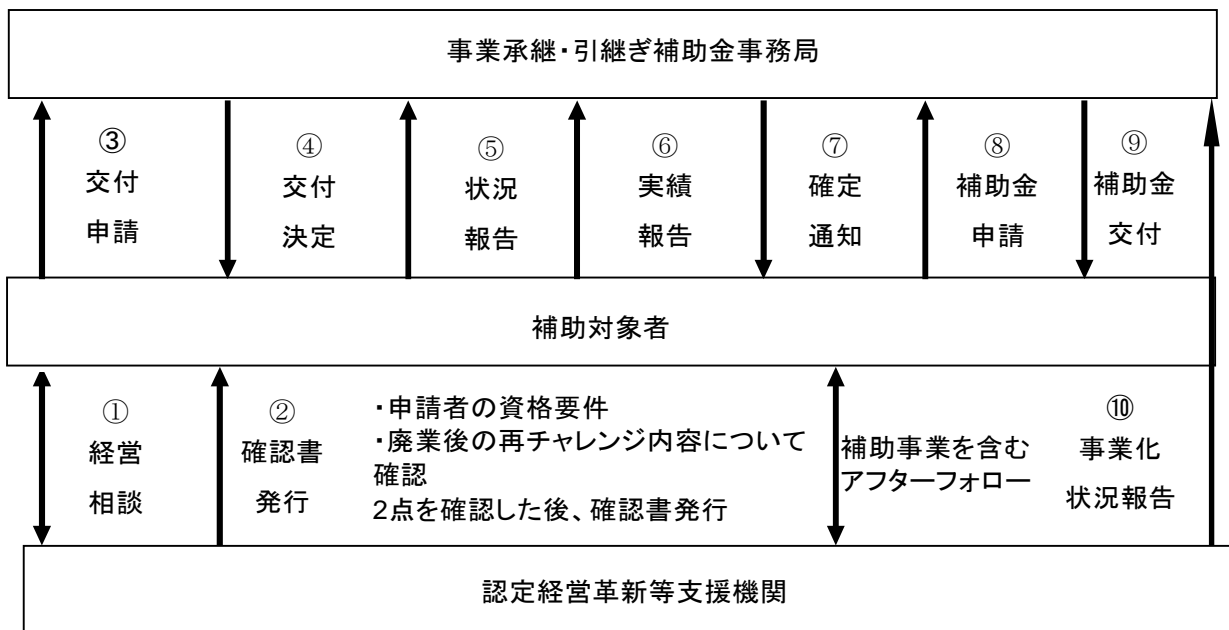 事業承継・引継ぎ補助金事務局
③
交付
申請
④
交付
決定
⑤
状況
報告
⑥
実績
報告
⑦
確定
通知
⑧
補助金
申請
⑨
補助金
交付
補助対象者
①
経営
相談
②
確認書
発行
・申請者の資格要件
・廃業後の再チャレンジ内容について
確認
2点を確認した後、確認書発行
補助事業を含む
アフターフォロー
⑩
事業化
状況報告
認定経営革新等支援機関